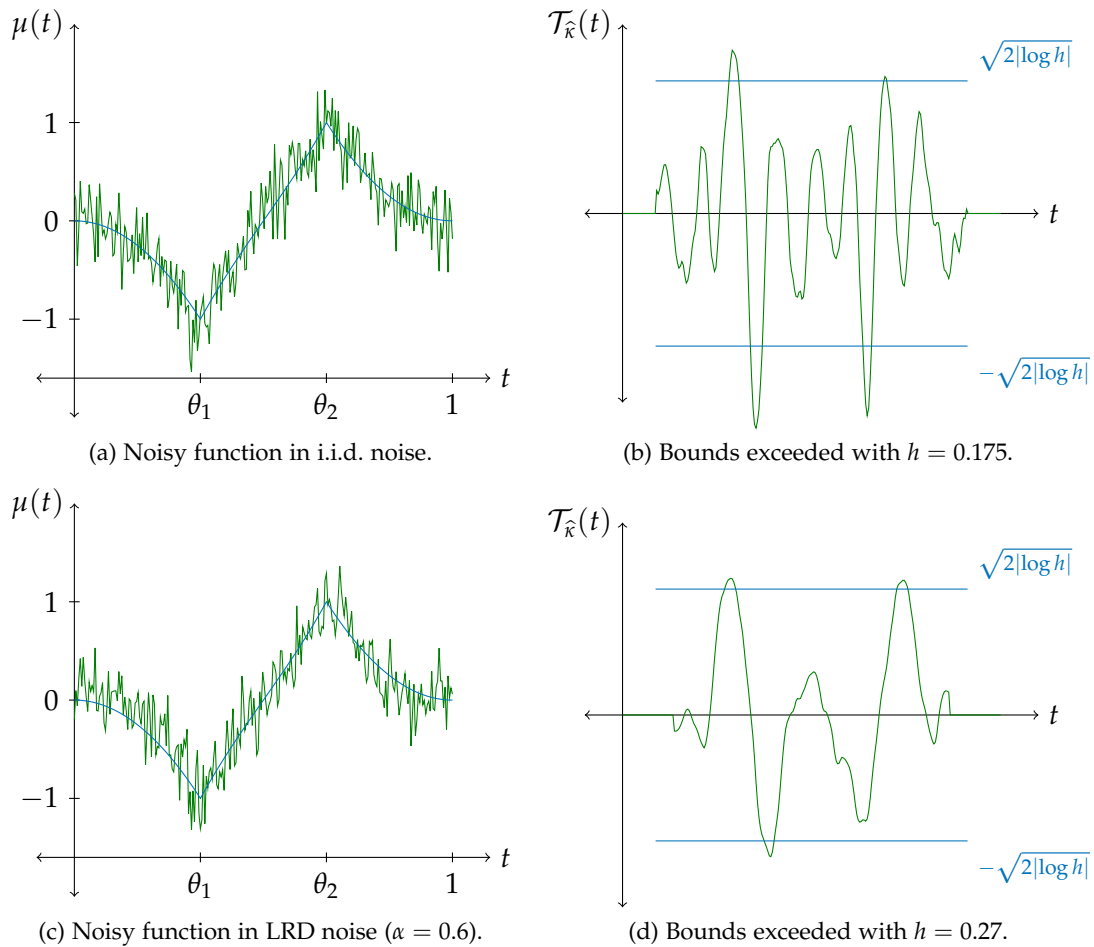 μ(t)
1
0
−1
θ₁
θ₂
1
t
(a) Noisy function in i.i.d. noise.
𝒯_κ̂(t)
√2|log h|
t
−√2|log h|
(b) Bounds exceeded with h = 0.175.
μ(t)
1
0
−1
θ₁
θ₂
1
t
(c) Noisy function in LRD noise (α = 0.6).
𝒯_κ̂(t)
√2|log h|
t
−√2|log h|
(d) Bounds exceeded with h = 0.27.